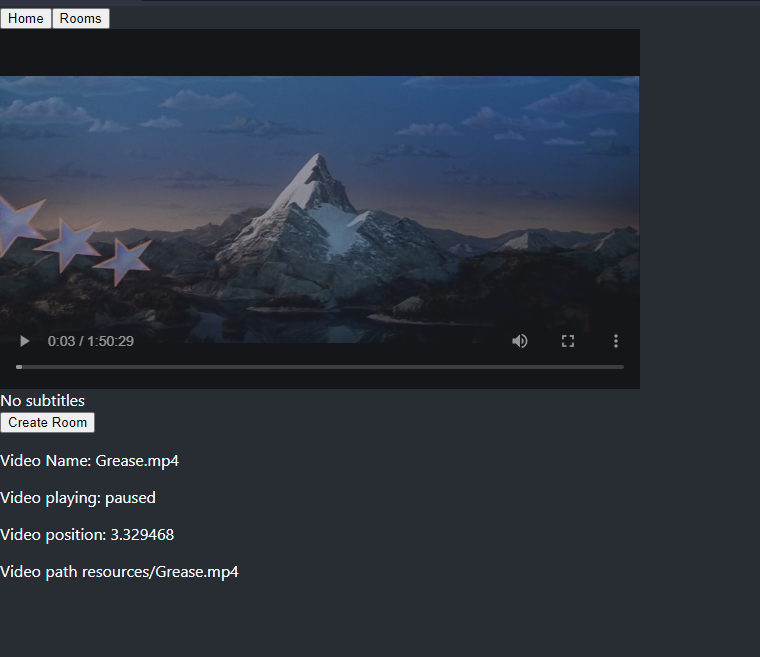 Home Rooms
0:03 / 1:50:29
No subtitles
Create Room
Video Name: Grease.mp4
Video playing: paused
Video position: 3.329468
Video path resources/Grease.mp4